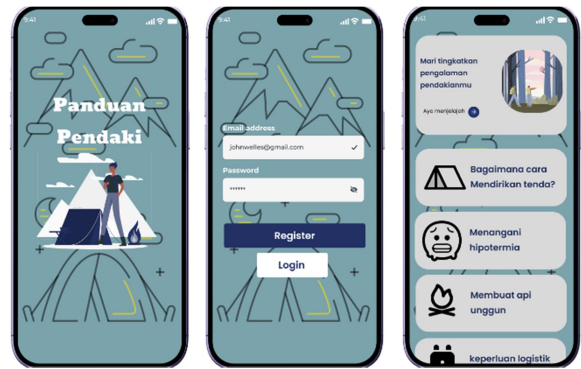 9:41
Panduan
Pendaki
9:41
Email address
johnwelles@gmail.com
Password
******
Register
Login
9:41
Mari tingkatkan
pengalaman
pendakianmu
Ayo menjelajah
Bagaimana cara
Mendirikan tenda?
Menangani
hipotermia
Membuat api
unggun
keperluan logistik